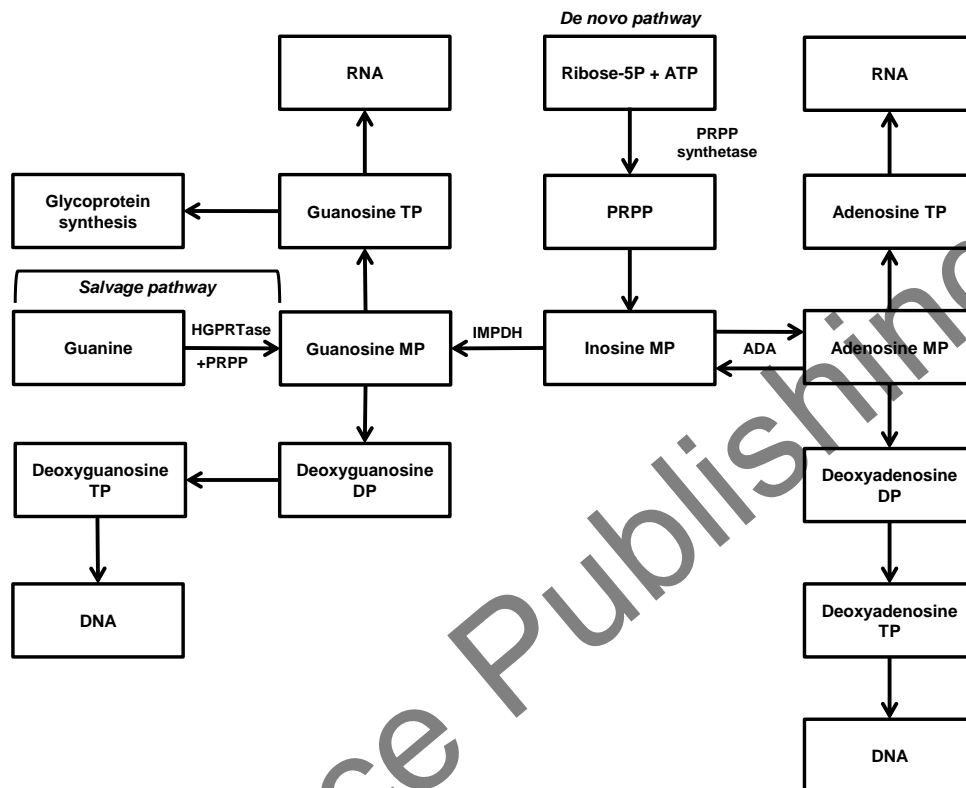 De novo pathway
RNA
Ribose-5P + ATP
RNA
PRPP
synthetase
Glycoprotein
synthesis
Guanosine TP
PRPP
Adenosine TP
Salvage pathway
Guanine
HGPRTase
+PRPP
Guanosine MP
IMPDH
Inosine MP
ADA
Adenosine MP
Deoxyguanosine
TP
Deoxyguanosine
DP
Deoxyadenosine
DP
DNA
Deoxyadenosine
TP
DNA
Publishing